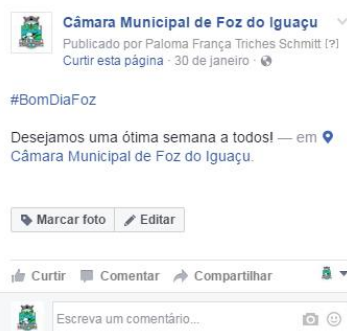 Câmara Municipal de Foz do Iguaçu
Publicado por Paloma França Triches Schmitt [?]
Curtir esta página · 30 de janeiro ·
#BomDiaFoz
Desejamos uma ótima semana a todos! — em
Câmara Municipal de Foz do Iguaçu.
Marcar foto Editar
Curtir Comentar Compartilhar
Escreva um comentário...